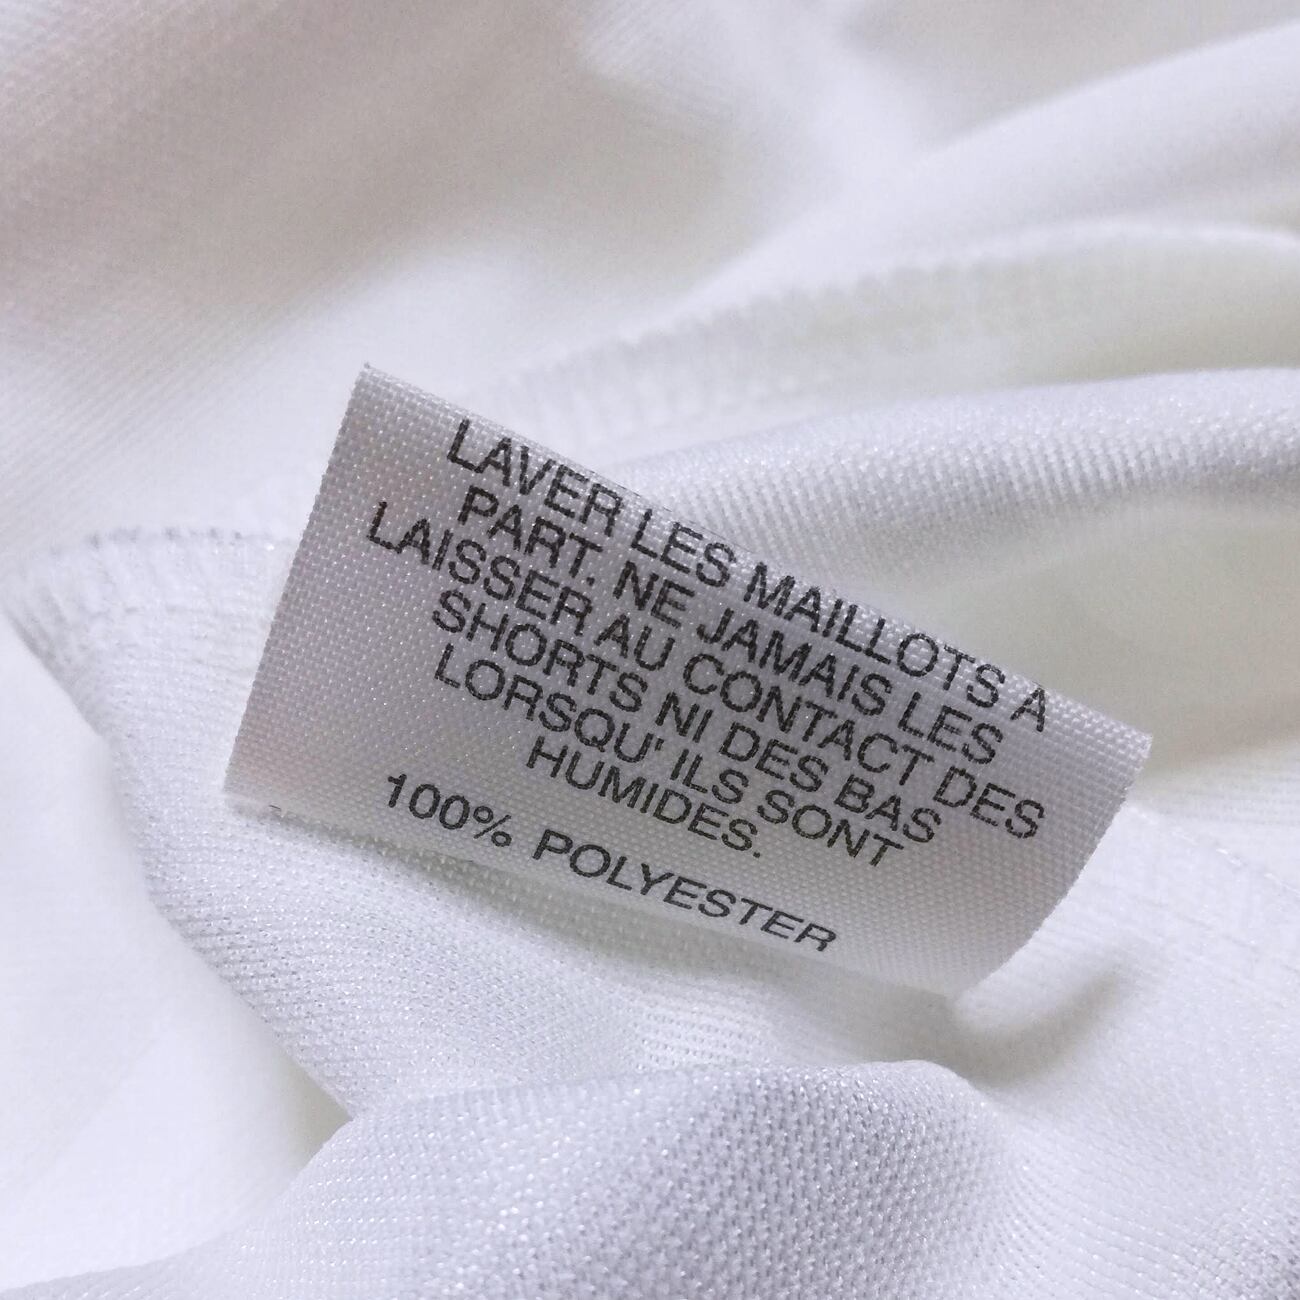 LAVER LES MAILLOTS A
PART. NE JAMAIS LES
LAISSER AU CONTACT DES
SHORTS NI DES BAS
LORSQU' ILS SONT
HUMIDES.
100% POLYESTER